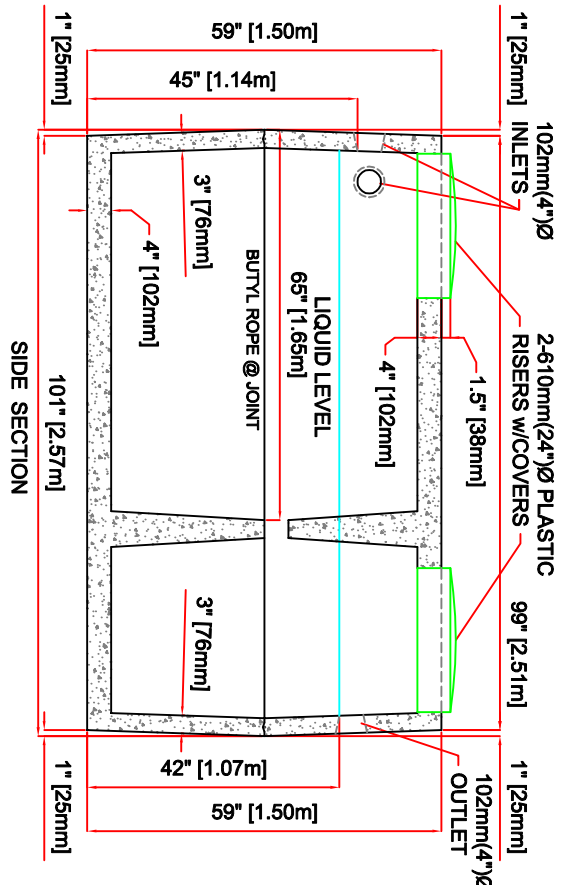 59" [1.50m]
45" [1.14m]
1" [25mm]
1" [25mm]
102mm(4")Ø
INLETS
3" [76mm]
4" [102mm]
LIQUID LEVEL
65" [1.65m]
BUTYL ROPE @ JOINT
4" [102mm]
1.5" [38mm]
2-610mm(24")Ø PLASTIC
RISERS w/COVERS
99" [2.51m]
101" [2.57m]
SIDE SECTION
3" [76mm]
102mm(4")Ø
OUTLET
42" [1.07m]
59" [1.50m]
1" [25mm]
1" [25mm]